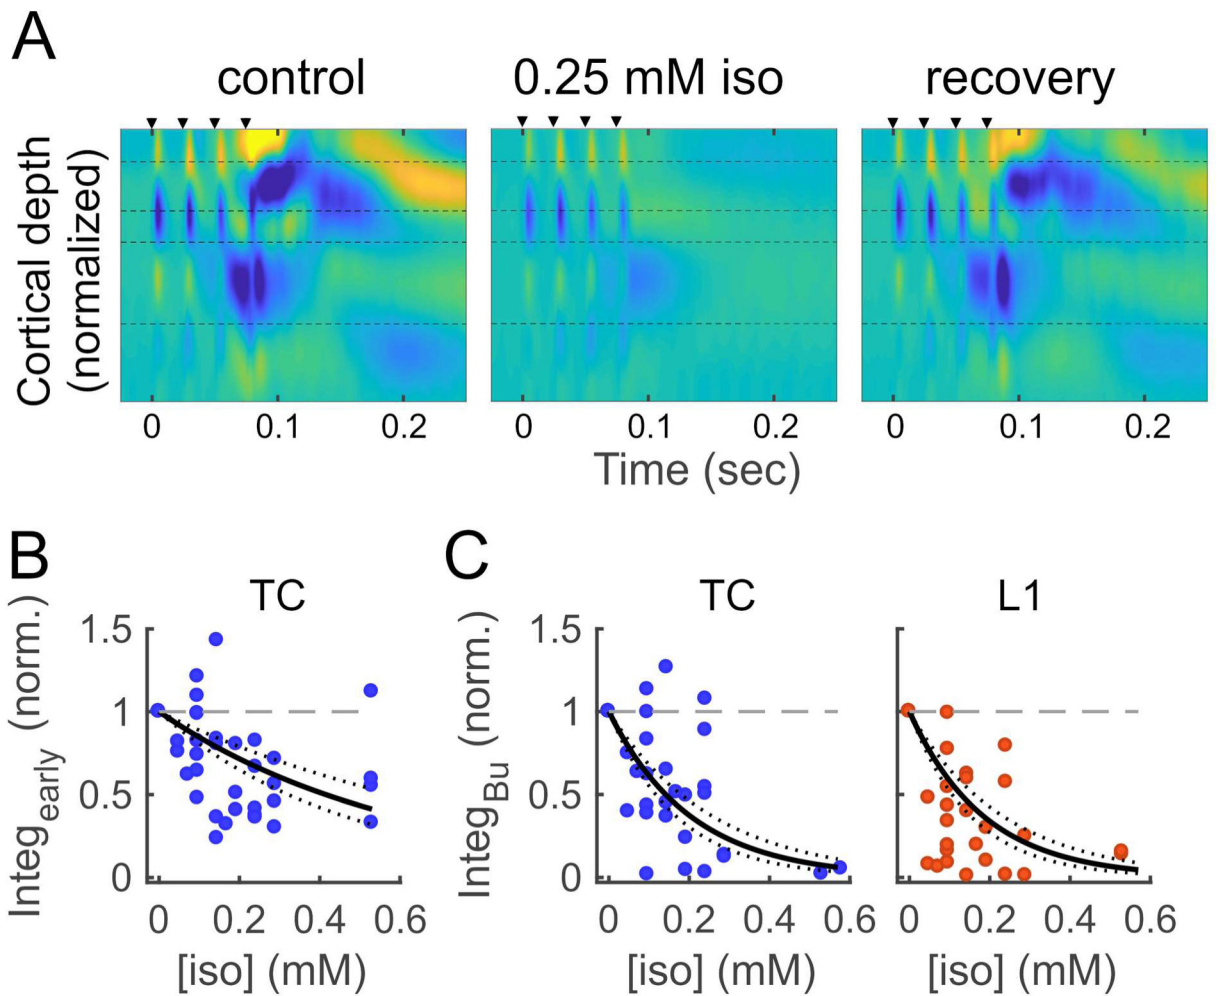 A
control
0.25 mM iso
recovery
Cortical depth
(normalized)
0 0.1 0.2
0 0.1 0.2
0 0.1 0.2
Time (sec)
B
TC
Integ_early (norm.)
1.5
1
0.5
0
0 0.2 0.4 0.6
[iso] (mM)
C
TC
Integ_Bu (norm.)
1.5
1
0.5
0
0 0.2 0.4 0.6
[iso] (mM)
L1
0 0.2 0.4 0.6
[iso] (mM)